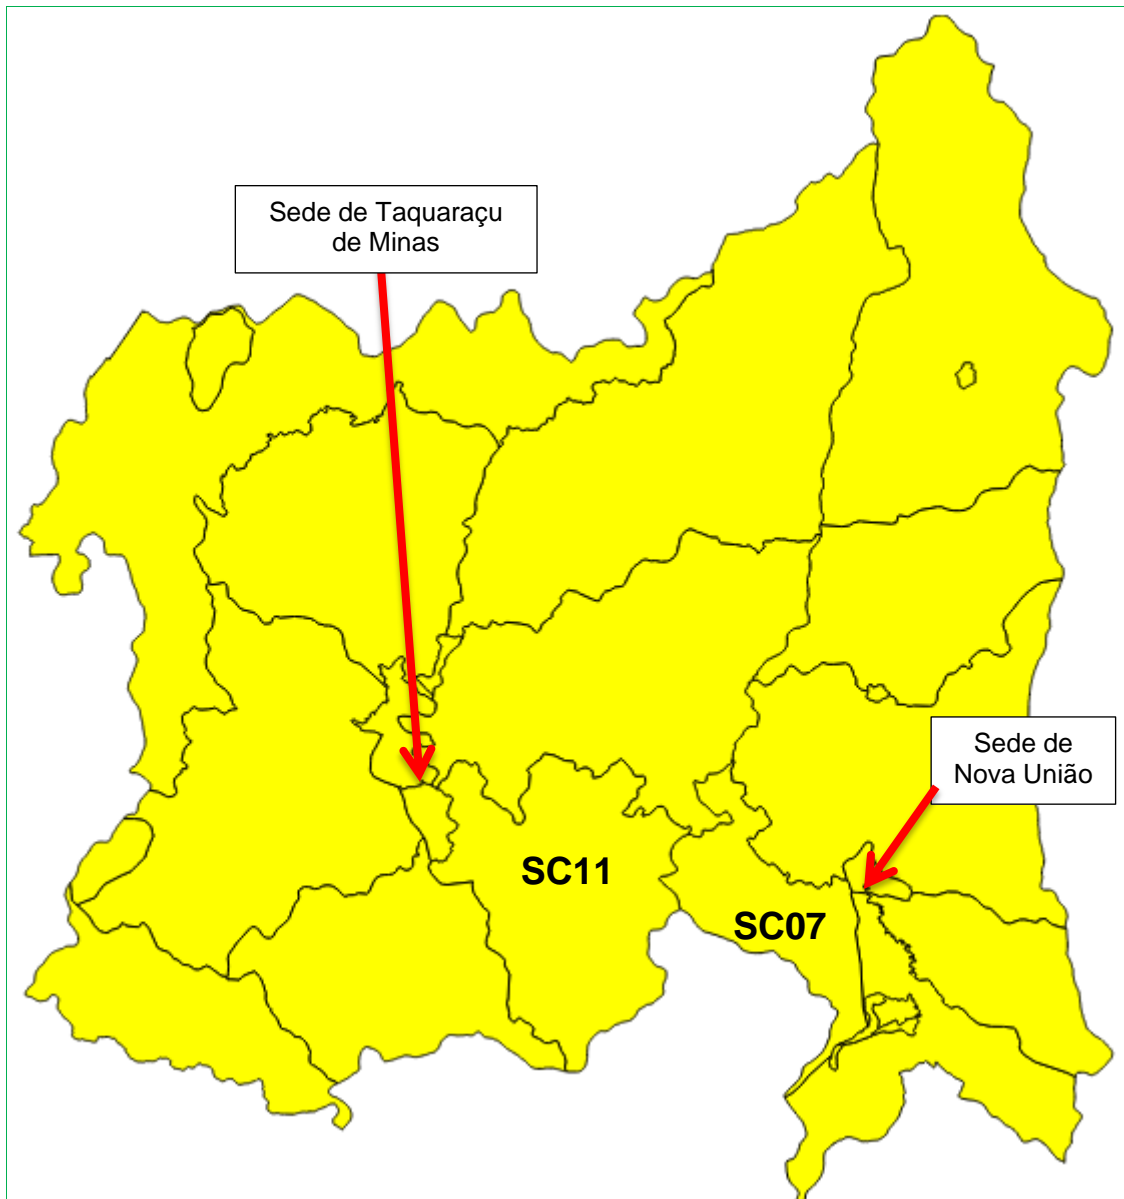 Sede de Taquaraçu
de Minas
Sede de
Nova União
SC11
SC07